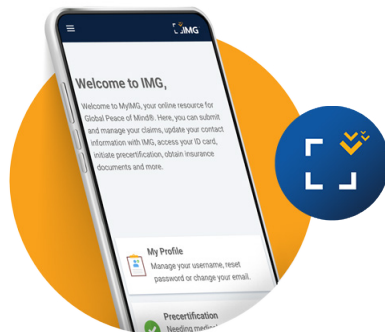 IMG
Welcome to IMG,
Welcome to MyIMG, your online resource for
Global Peace of Mind®. Here, you can submit
and manage your claims, update your contact
information with IMG, access your ID card,
initiate precertification, obtain insurance
documents and more.
My Profile
Manage your username, reset
password or change your email.
Precertification
Needing medical